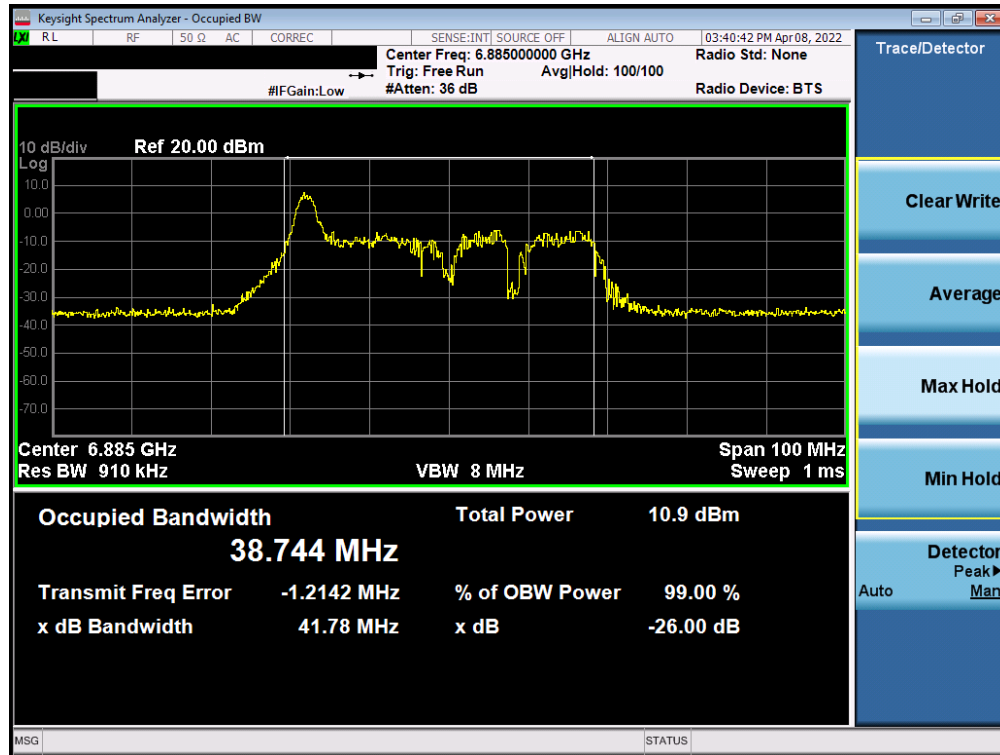 Keysight Spectrum Analyzer - Occupied BW
LXI RL RF 50 Ω AC CORREC SENSE:INT SOURCE OFF ALIGN AUTO 03:40:42 PM Apr 08, 2022
Center Freq: 6.885000000 GHz Radio Std: None
Trig: Free Run Avg|Hold: 100/100
#IFGain:Low #Atten: 36 dB Radio Device: BTS
Trace/Detector
10 dB/div Ref 20.00 dBm
Log
10.0
0.00
-10.0
-20.0
-30.0
-40.0
-50.0
-60.0
-70.0
Center 6.885 GHz Span 100 MHz
Res BW 910 kHz VBW 8 MHz Sweep 1 ms
Occupied Bandwidth Total Power 10.9 dBm
38.744 MHz
Transmit Freq Error -1.2142 MHz % of OBW Power 99.00 %
x dB Bandwidth 41.78 MHz x dB -26.00 dB
Clear Write
Average
Max Hold
Min Hold
Detector
Peak▶
Auto Man
MSG STATUS